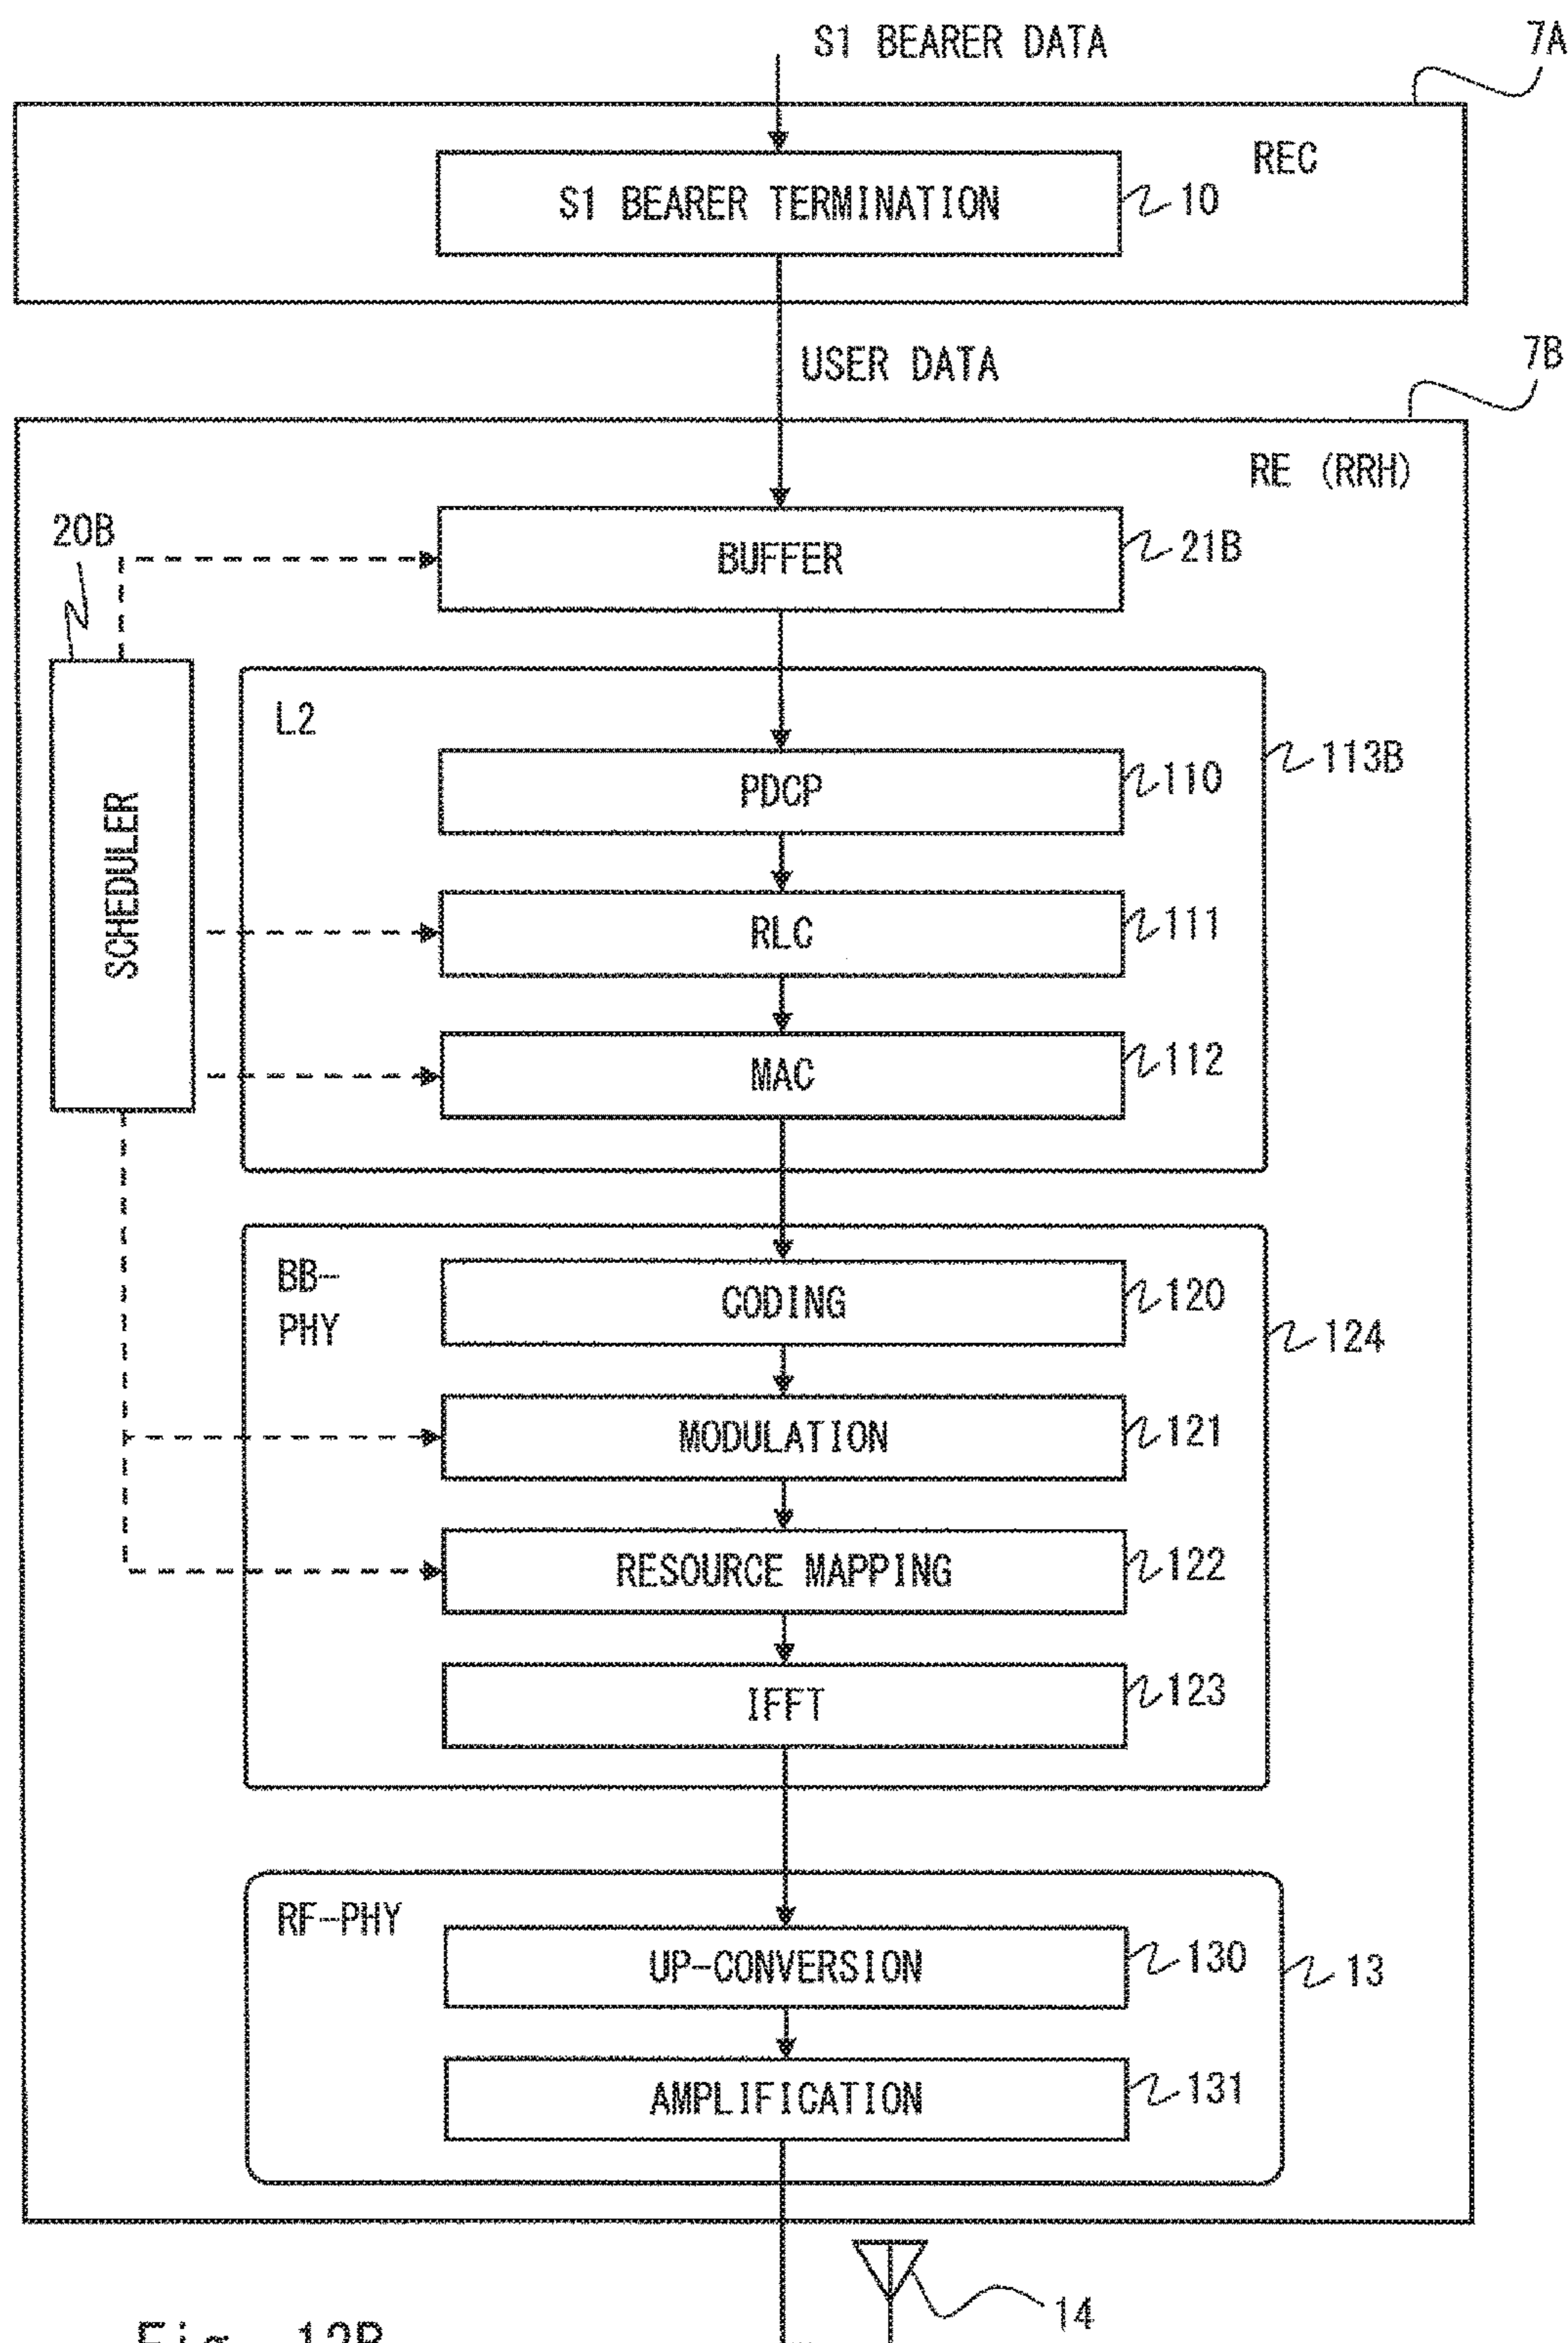 S1 BEARER DATA
7A
REC
S1 BEARER TERMINATION
10
USER DATA
7B
RE (RRH)
20B
BUFFER
21B
SCHEDULER
L2
113B
PDCP
110
RLC
111
MAC
112
BB-
PHY
CODING
120
124
MODULATION
121
RESOURCE MAPPING
122
IFFT
123
RF-PHY
UP-CONVERSION
130
13
AMPLIFICATION
131
14
Fig. 12B